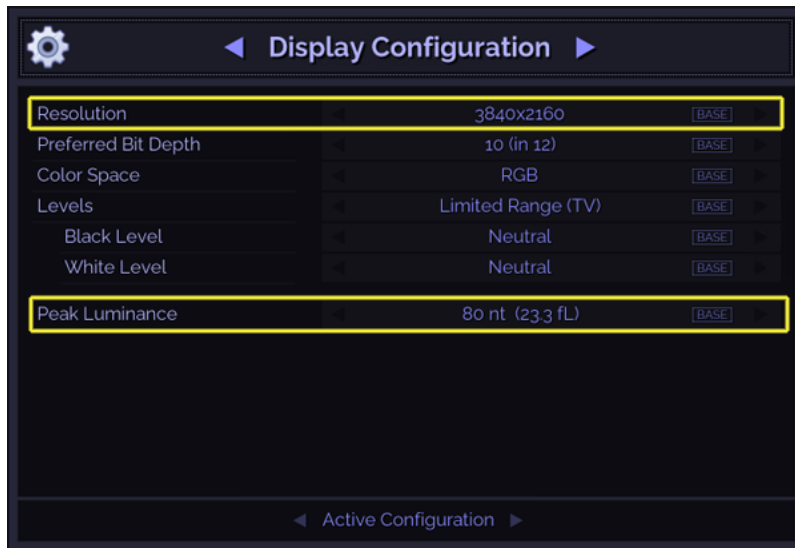 Display Configuration
Resolution 3840x2160 BASE
Preferred Bit Depth 10 (in 12) BASE
Color Space RGB BASE
Levels Limited Range (TV) BASE
Black Level Neutral BASE
White Level Neutral BASE
Peak Luminance 80 nt (23.3 fL) BASE
Active Configuration